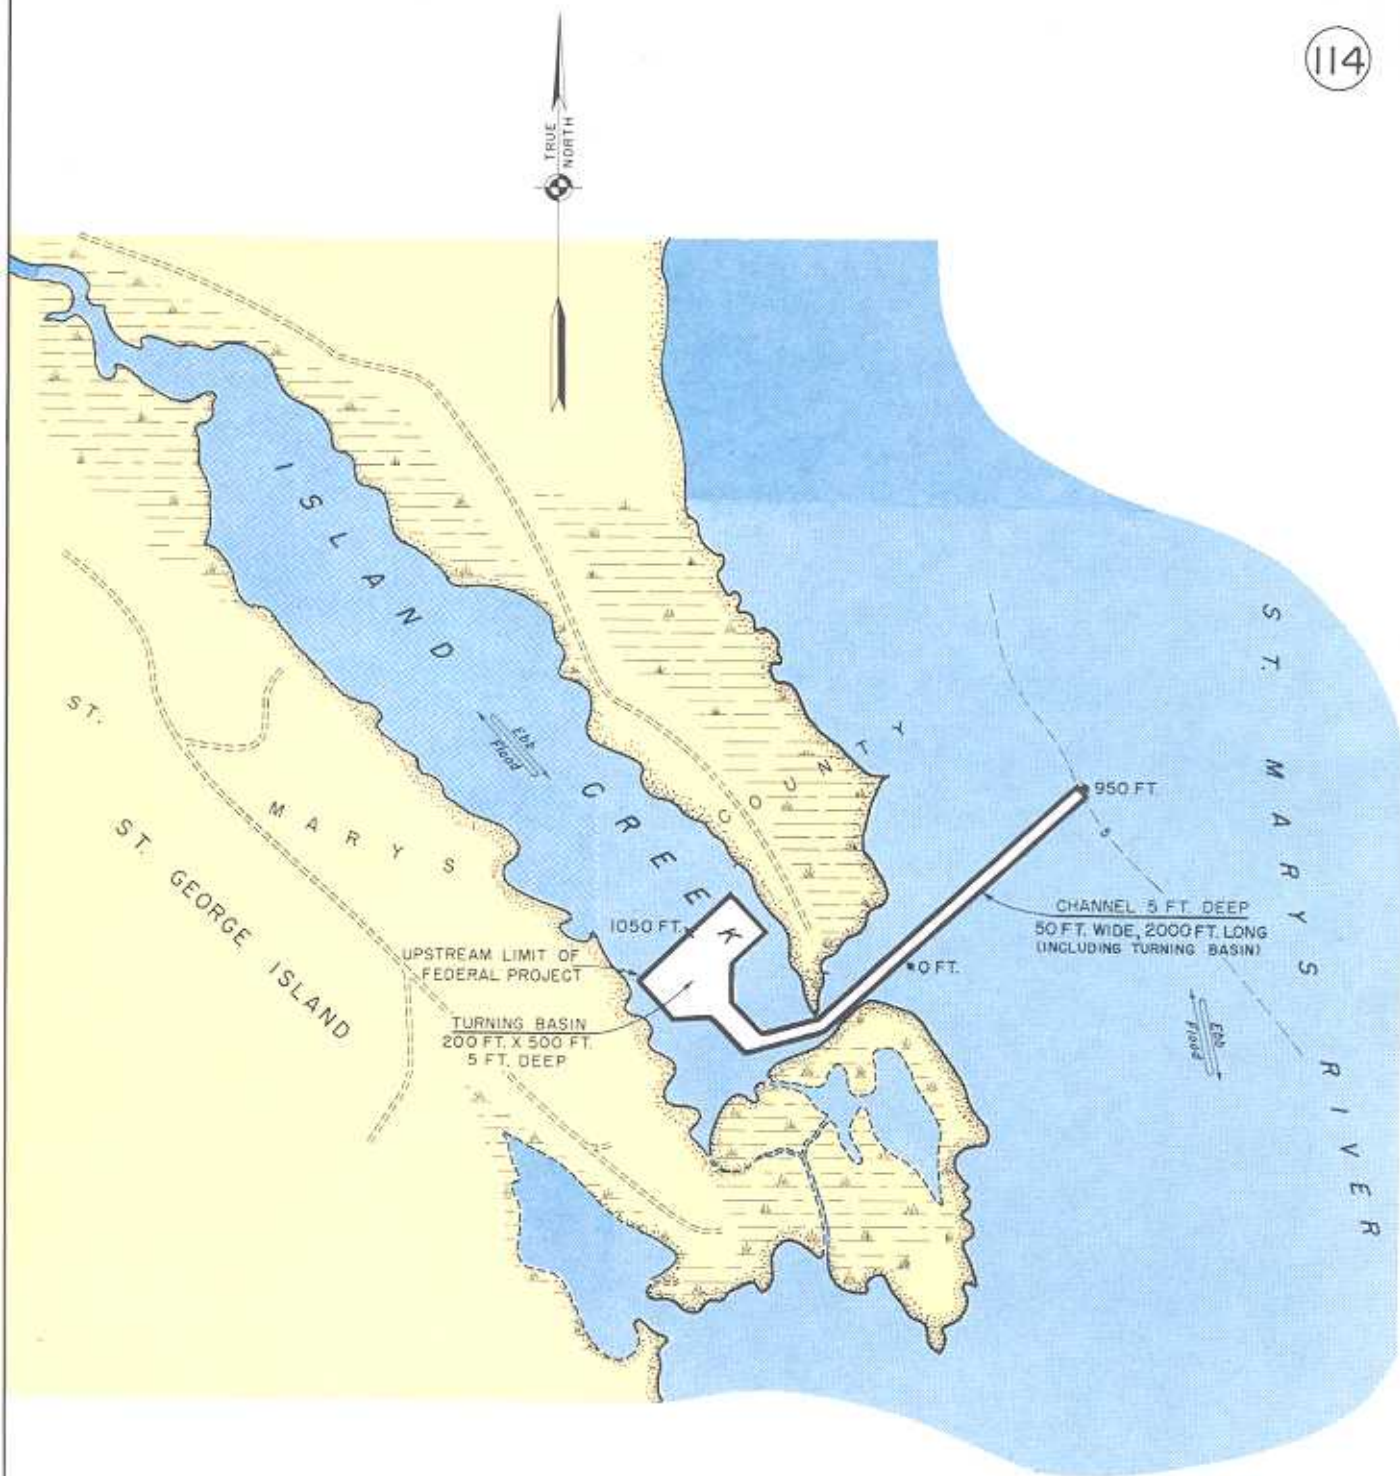 114
TRUE
NORTH
ISLAND CREEK
Ebb
Flood
ST. MARYS COUNTY
ST. GEORGE ISLAND
ST. MARYS RIVER
950 FT.
5
CHANNEL 5 FT. DEEP
50 FT. WIDE, 2000 FT. LONG
(INCLUDING TURNING BASIN)
0 FT.
1050 FT.
UPSTREAM LIMIT OF
FEDERAL PROJECT
TURNING BASIN
200 FT. X 500 FT.
5 FT. DEEP
Ebb
Flood